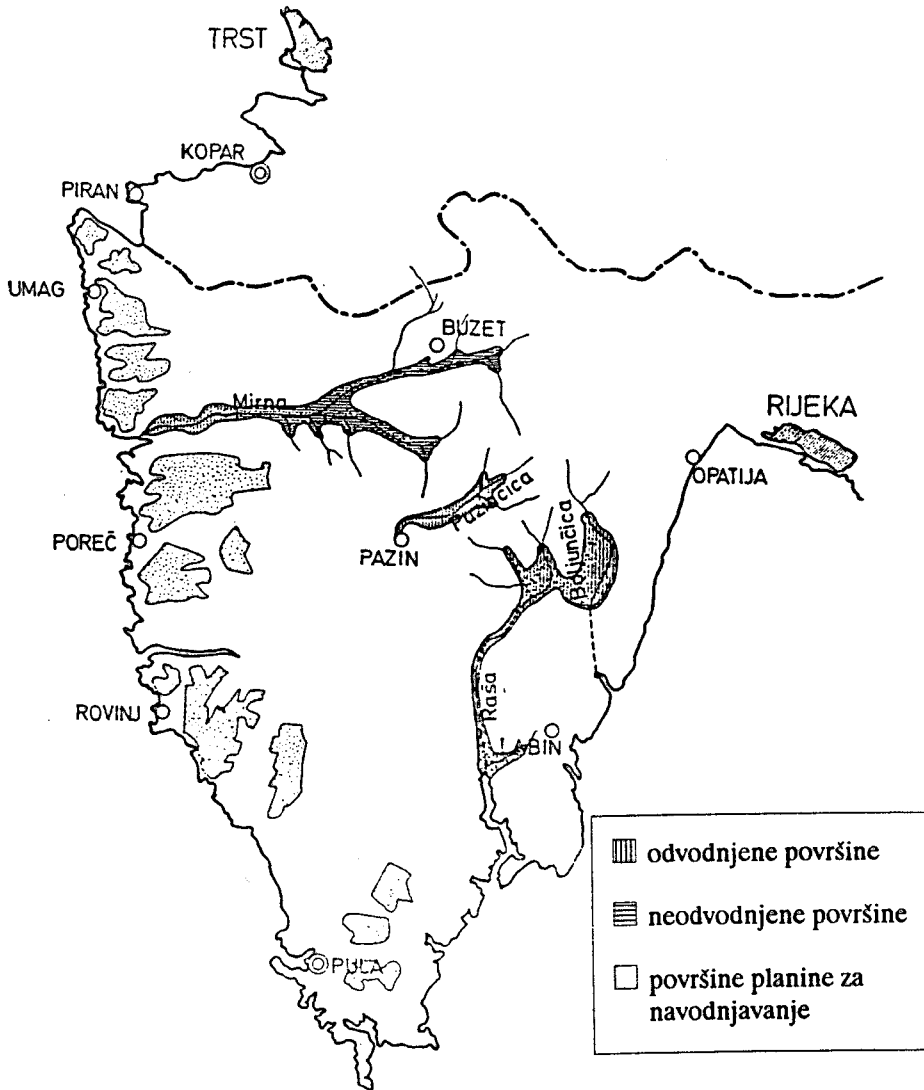 TRST
KOPAR
PIRAN
UMAG
BUZET
Mirna
RIJEKA
OPATIJA
Boljunčica
POREČ
PAZIN
Raša
ROVINJ
LABIN
PULA
odvodnjene površine
neodvodnjene površine
površine planine za
navodnjavanje